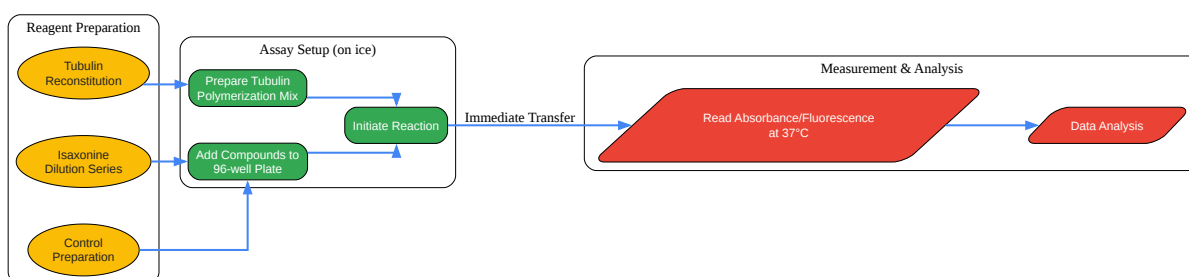 Reagent Preparation
Tubulin
Reconstitution
Isaxonine
Dilution Series
Control
Preparation
Assay Setup (on ice)
Prepare Tubulin
Polymerization Mix
Add Compounds to
96-well Plate
Initiate Reaction
Immediate Transfer
Measurement & Analysis
Read Absorbance/Fluorescence
at 37°C
Data Analysis